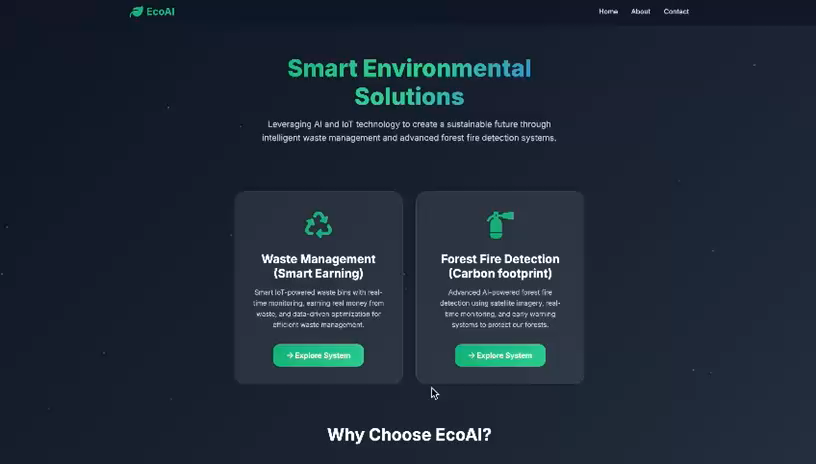 EcoAI
Home About Contact
Smart Environmental
Solutions
Leveraging AI and IoT technology to create a sustainable future through
intelligent waste management and advanced forest fire detection systems.
Waste Management
(Smart Earning)
Smart IoT-powered waste bins with real-
time monitoring, earning real money from
waste, and data-driven optimization for
efficient waste management.
→ Explore System
Forest Fire Detection
(Carbon footprint)
Advanced AI-powered forest fire
detection using satellite imagery, real-
time monitoring, and early warning
systems to protect our forests.
→ Explore System
Why Choose EcoAI?